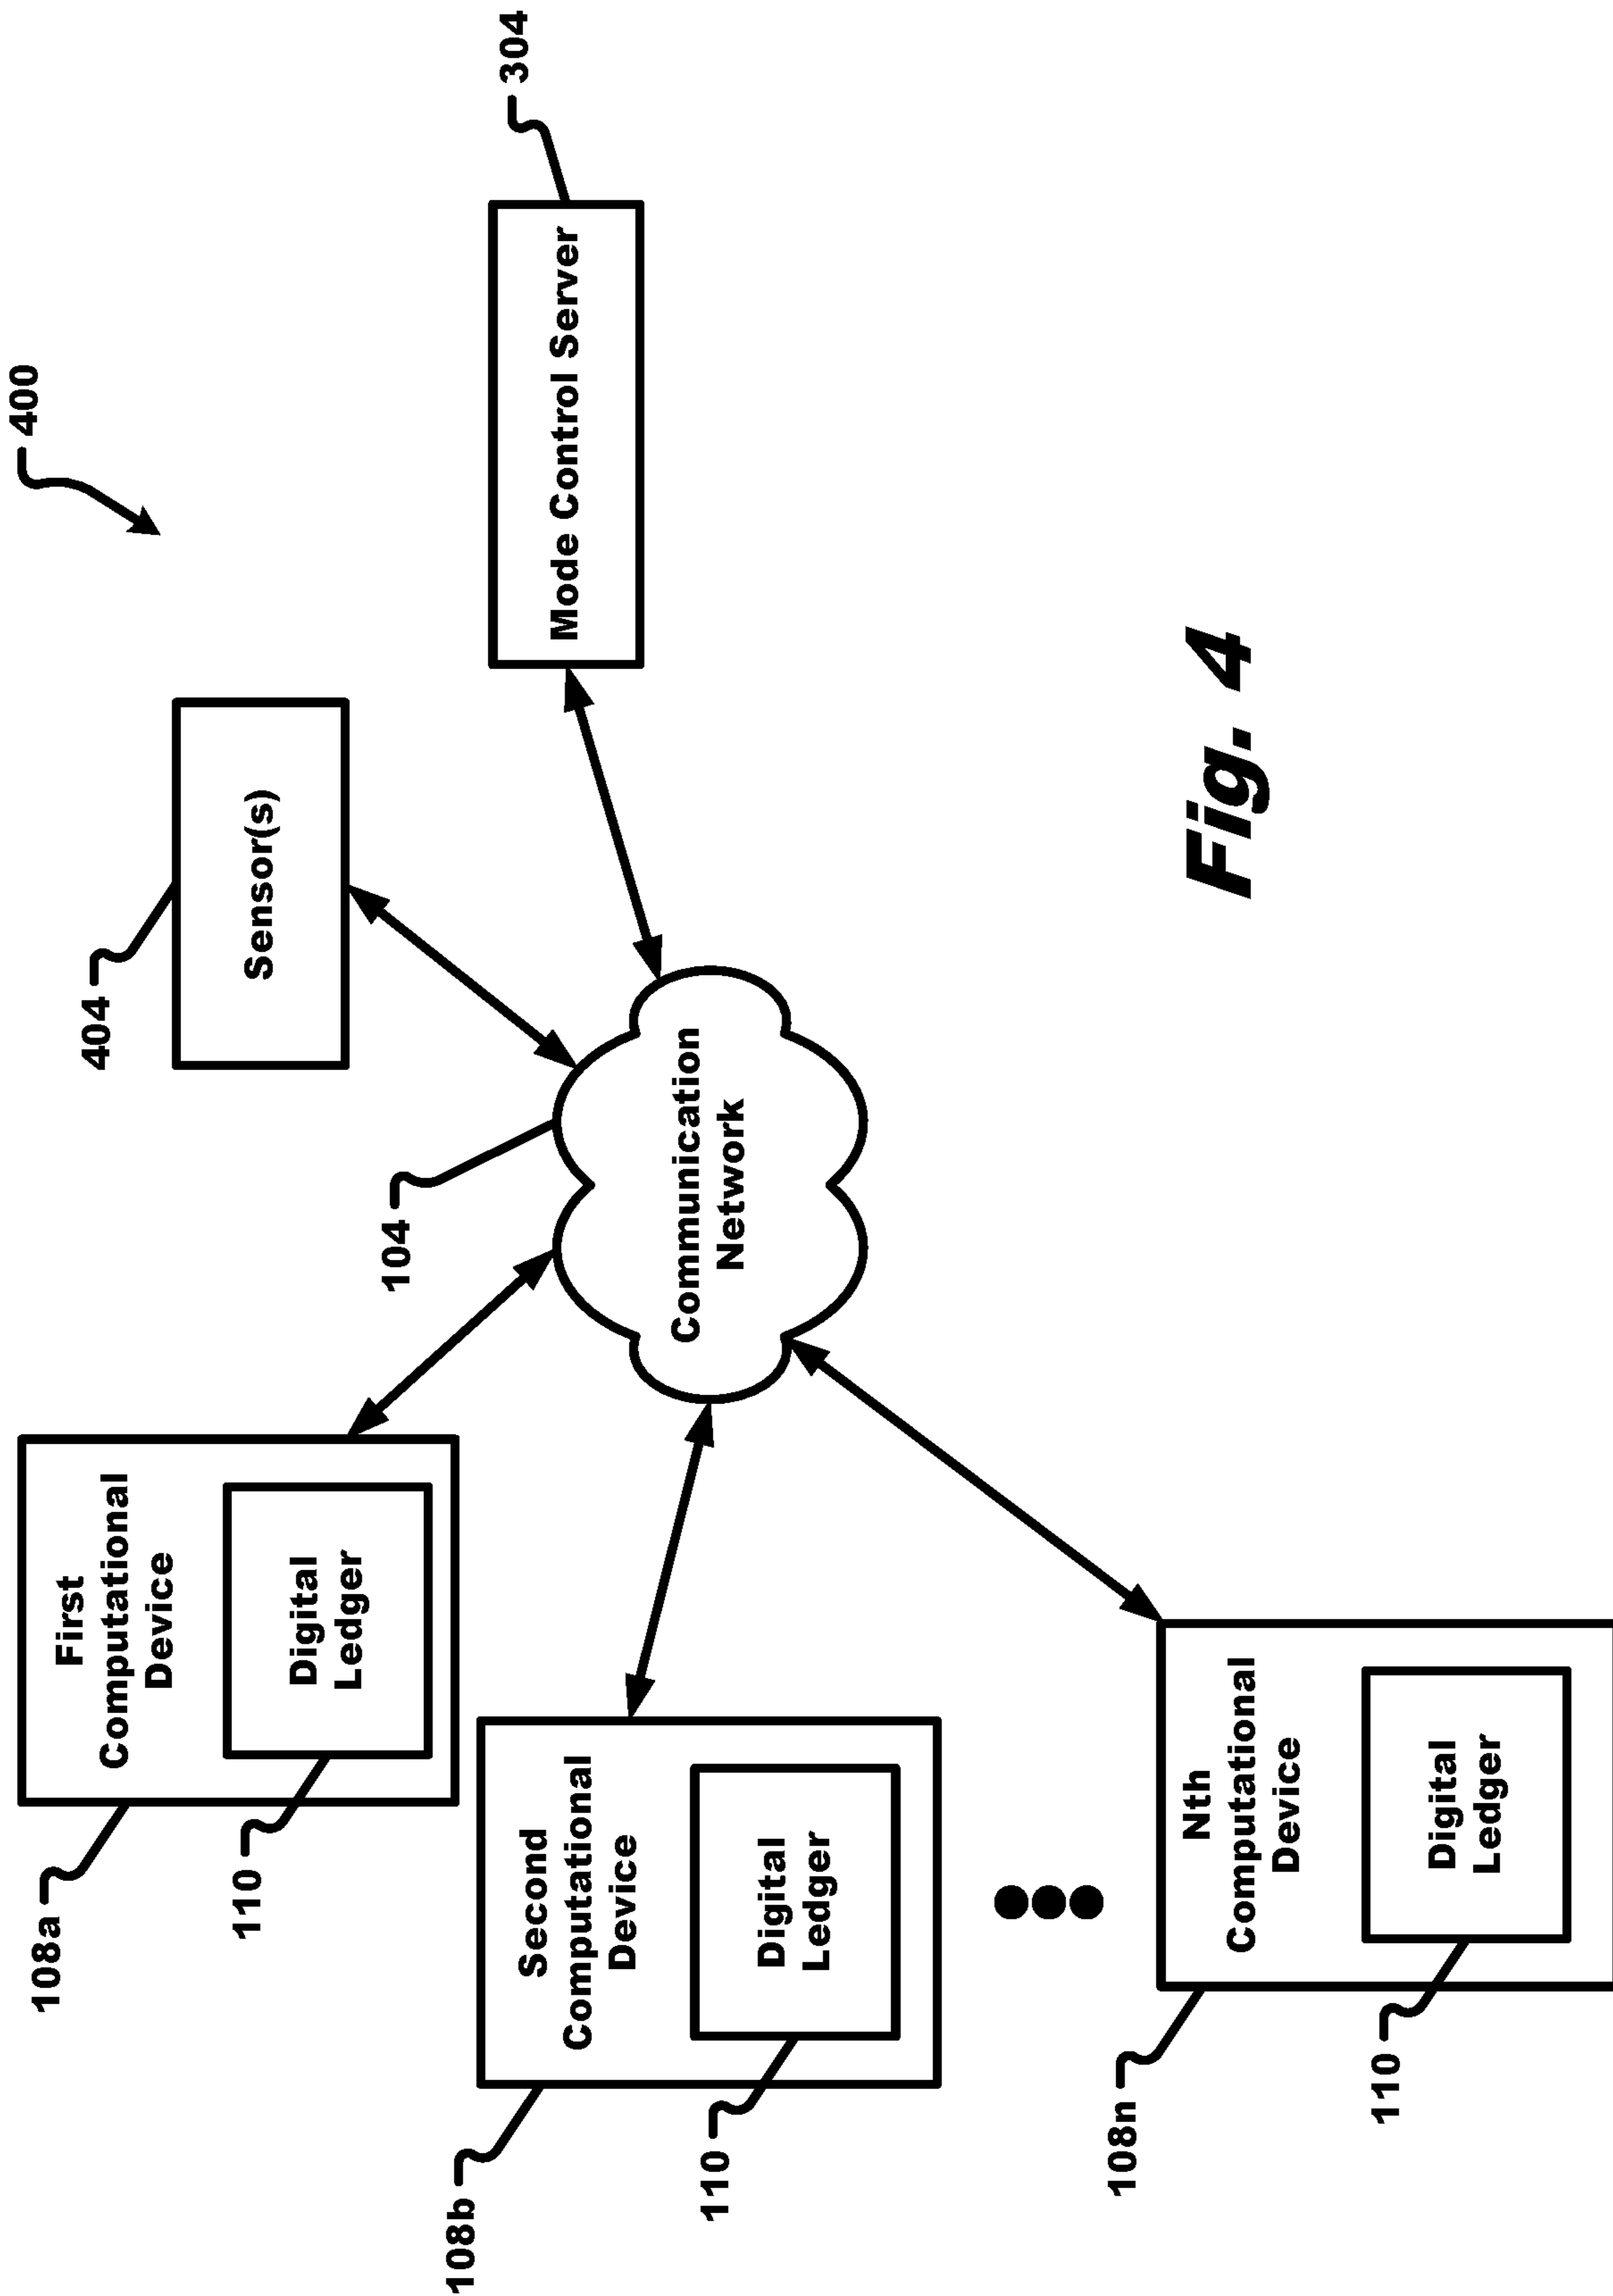 400
108a
First
Computational
Device
110
Digital
Ledger
404
Sensor(s)
104
Communication
Network
304
Mode Control Server
108b
Second
Computational
Device
110
Digital
Ledger
108n
Nth
Computational
Device
110
Digital
Ledger
Fig. 4